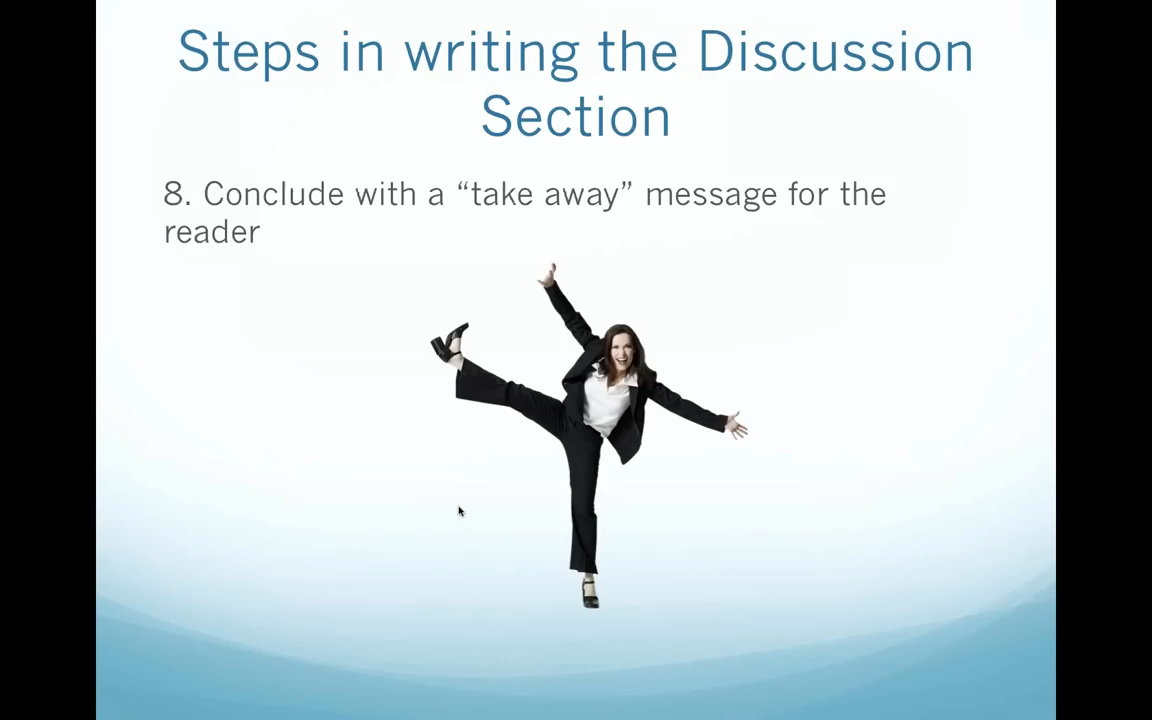 Steps in writing the Discussion
Section
8. Conclude with a “take away” message for the
reader